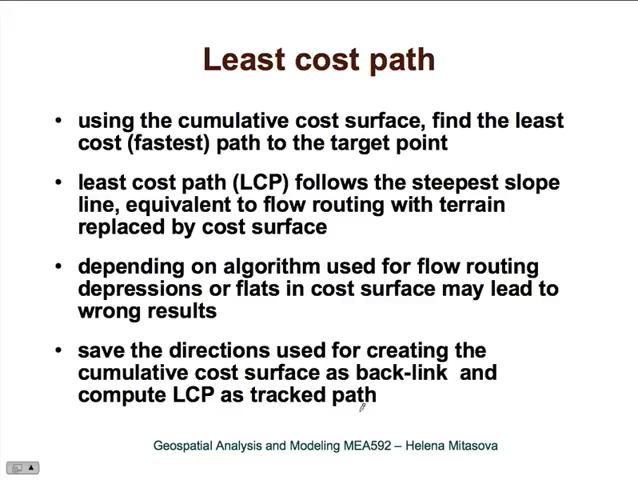 Least cost path
• using the cumulative cost surface, find the least
cost (fastest) path to the target point
• least cost path (LCP) follows the steepest slope
line, equivalent to flow routing with terrain
replaced by cost surface
• depending on algorithm used for flow routing
depressions or flats in cost surface may lead to
wrong results
• save the directions used for creating the
cumulative cost surface as back-link and
compute LCP as tracked path
Geospatial Analysis and Modeling MEA592 – Helena Mitasova